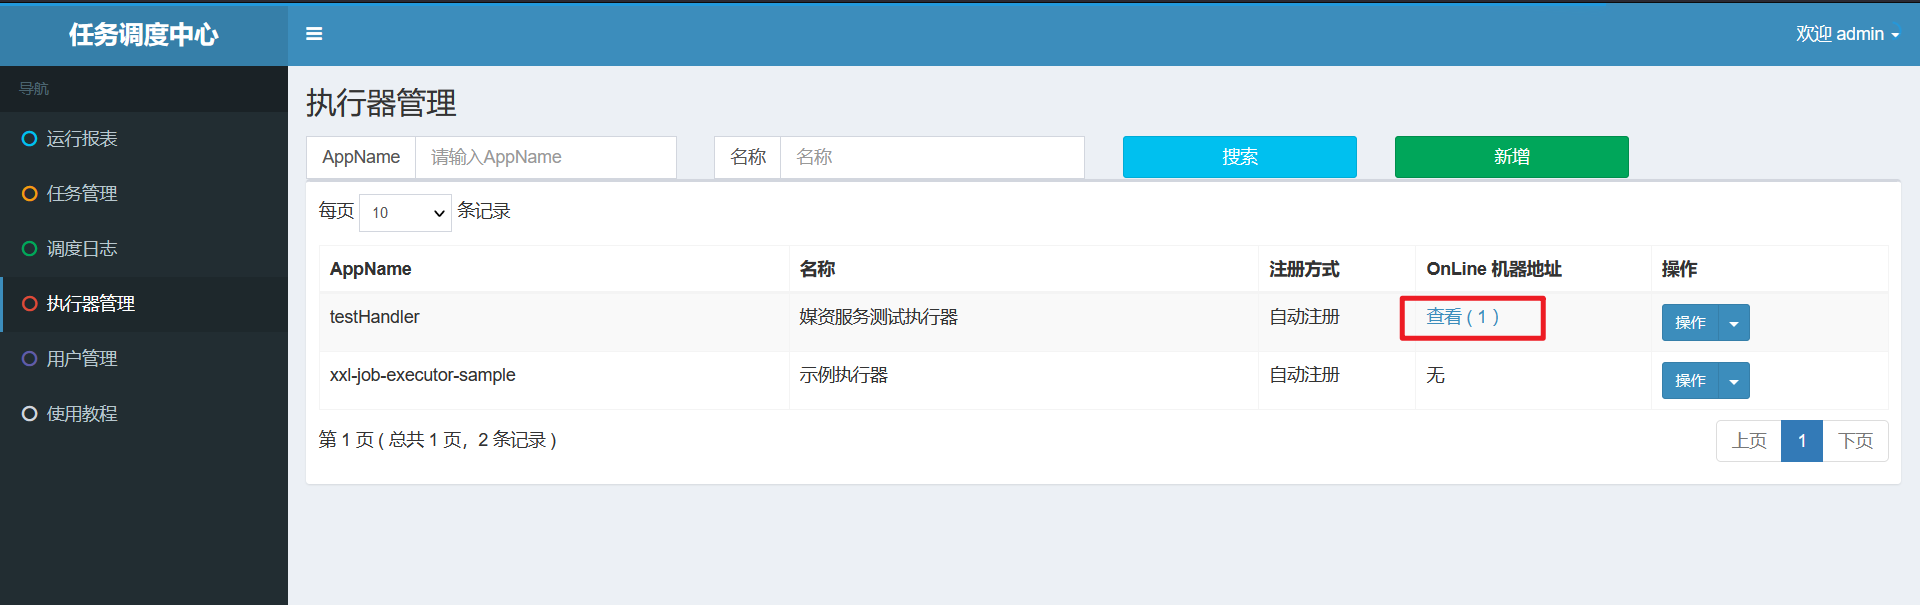 任务调度中心
欢迎 admin
导航
运行报表
任务管理
调度日志
执行器管理
用户管理
使用教程
执行器管理
AppName 请输入AppName 名称 名称 搜索 新增
每页 10 条记录
AppName 名称 注册方式 OnLine 机器地址 操作
testHandler 媒资服务测试执行器 自动注册 查看 ( 1 ) 操作
xxl-job-executor-sample 示例执行器 自动注册 无 操作
第 1 页 ( 总共 1 页，2 条记录 ) 上页 1 下页